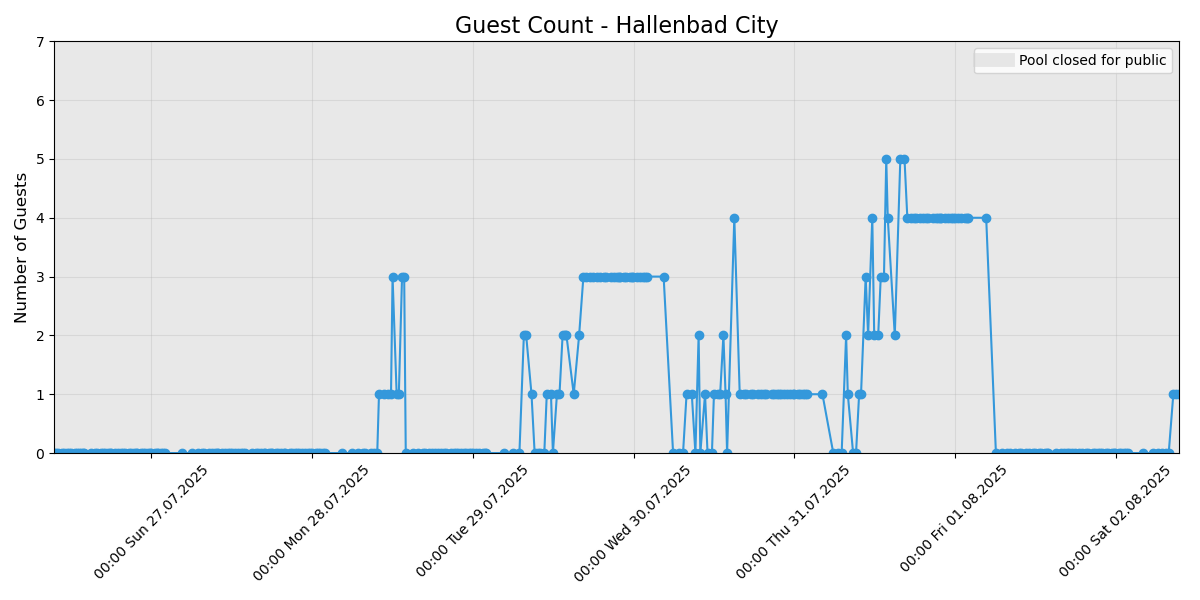 Guest Count - Hallenbad City
Number of Guests
7
6
5
4
3
2
1
0
Pool closed for public
00:00 Sun 27.07.2025
00:00 Mon 28.07.2025
00:00 Tue 29.07.2025
00:00 Wed 30.07.2025
00:00 Thu 31.07.2025
00:00 Fri 01.08.2025
00:00 Sat 02.08.2025